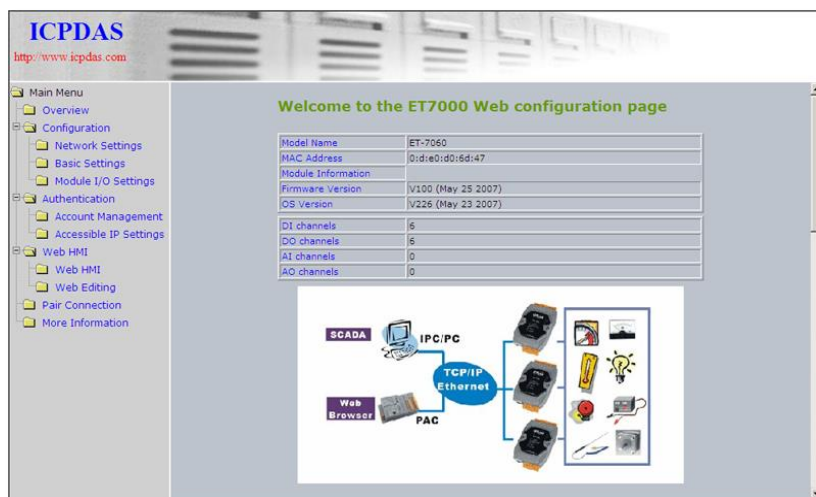 ICPDAS
http://www.icpdas.com
Main Menu
Overview
Configuration
Network Settings
Basic Settings
Module I/O Settings
Authentication
Account Management
Accessible IP Settings
Web HMI
Web HMI
Web Editing
Pair Connection
More Information
Welcome to the ET7000 Web configuration page
Model Name ET-7060
MAC Address 0:d:e0:d0:6d:47
Module Information
Firmware Version V100 (May 25 2007)
OS Version V226 (May 23 2007)
DI channels 6
DO channels 6
AI channels 0
AO channels 0
SCADA
IPC/PC
TCP/IP
Ethernet
Web
Browser
PAC